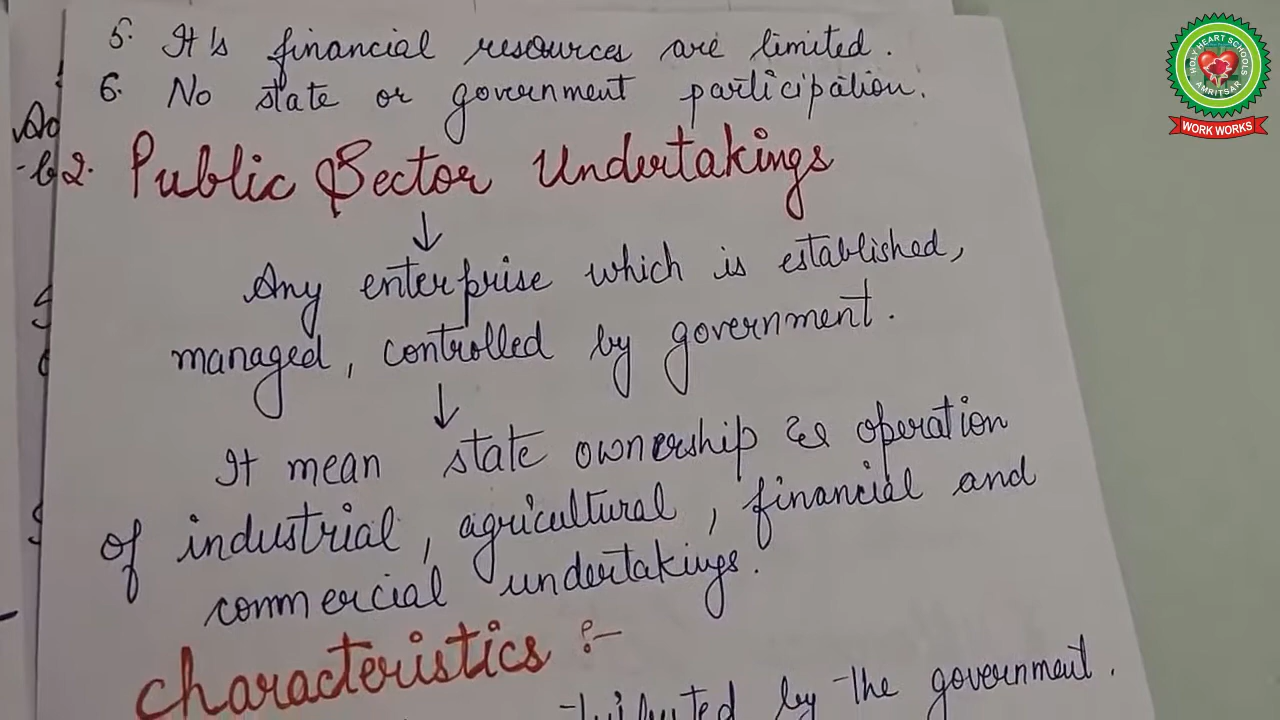 5. It's financial resources are limited.
6. No state or government participation.
2. Public Sector Undertakings
↓
Any enterprise which is established,
managed, controlled by government.
↓
It mean state ownership & operation
of industrial, agricultural, financial and
commercial undertakings.
Characteristics :-
by the government.
HOLY HEART SCHOOLS
AMRITSAR
WORK WORKS